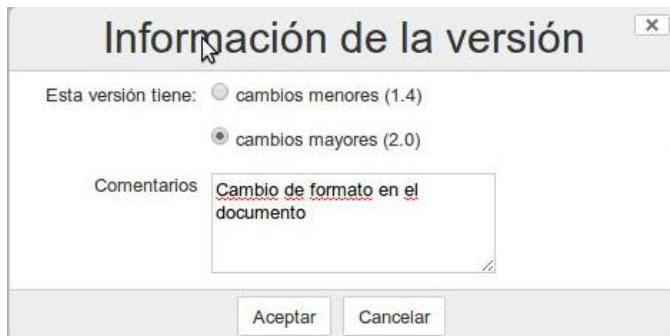 Información de la versión
x
Esta versión tiene: cambios menores (1.4)
cambios mayores (2.0)
Comentarios Cambio de formato en el
documento
Aceptar Cancelar